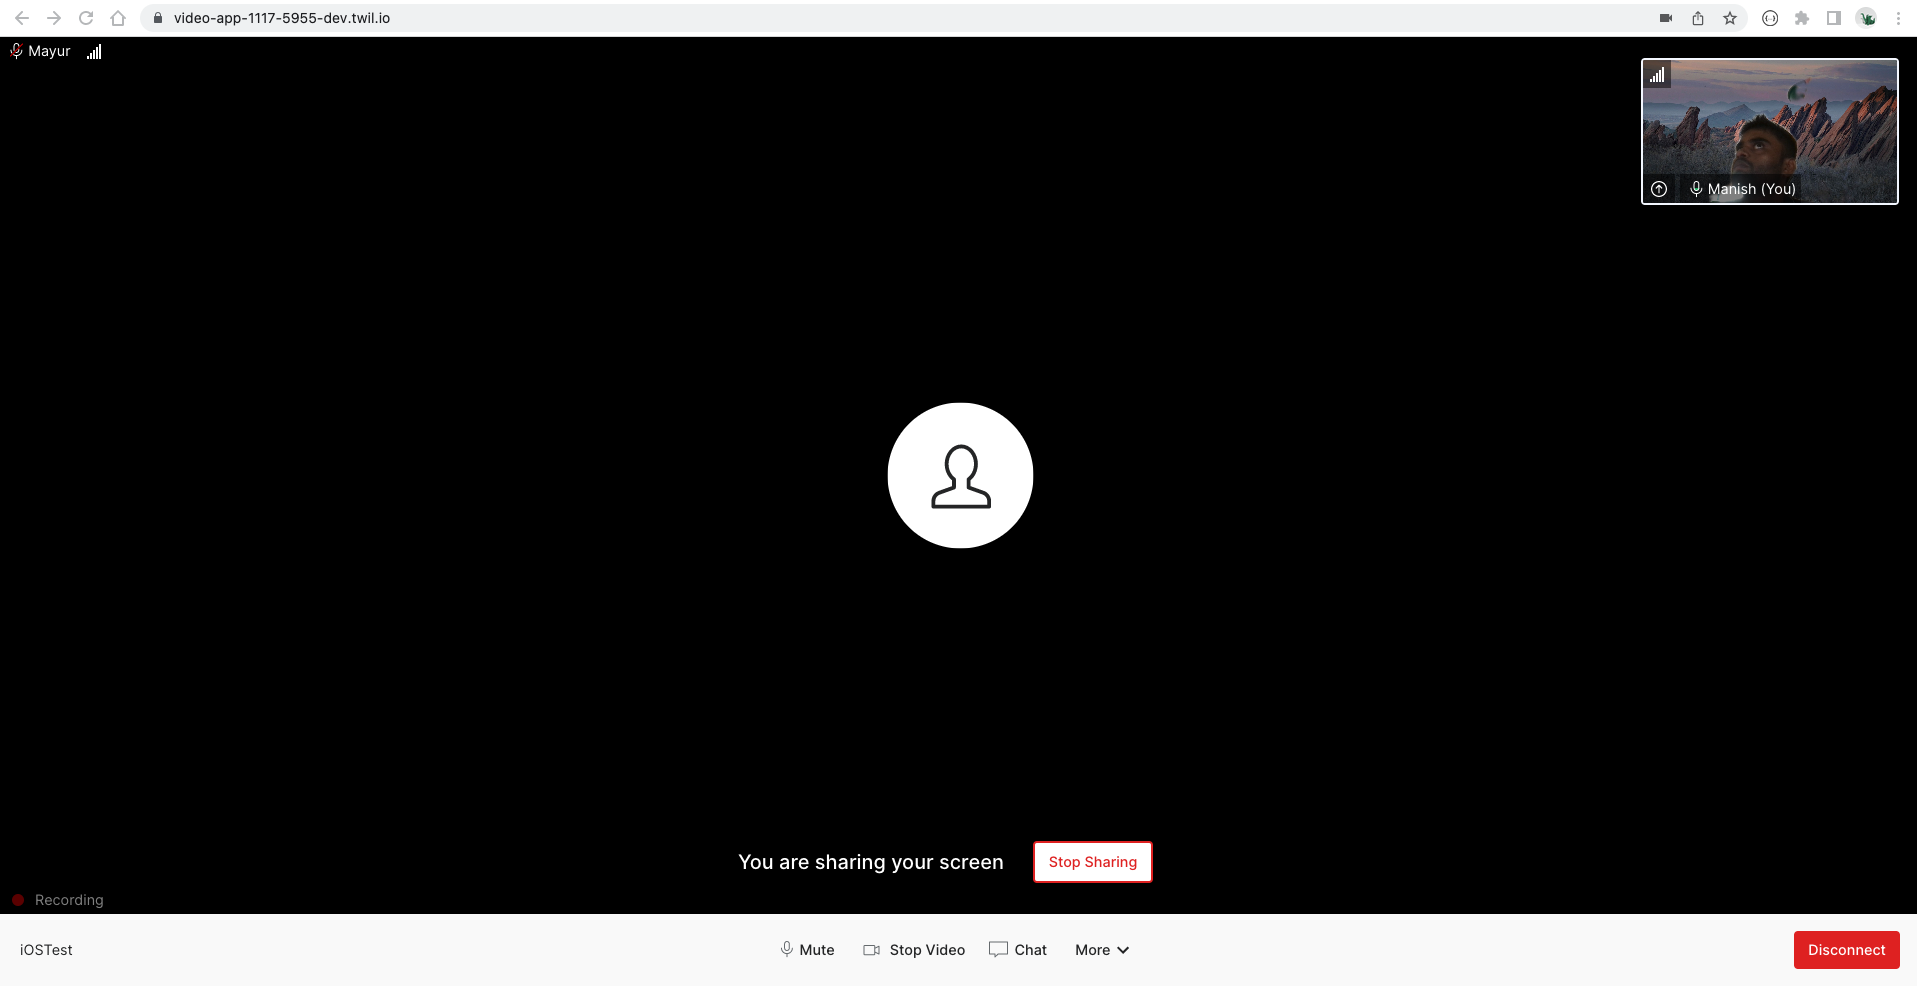 video-app-1117-5955-dev.twil.io
Mayur
Manish (You)
You are sharing your screen
Stop Sharing
Recording
iOSTest
Mute
Stop Video
Chat
More
Disconnect